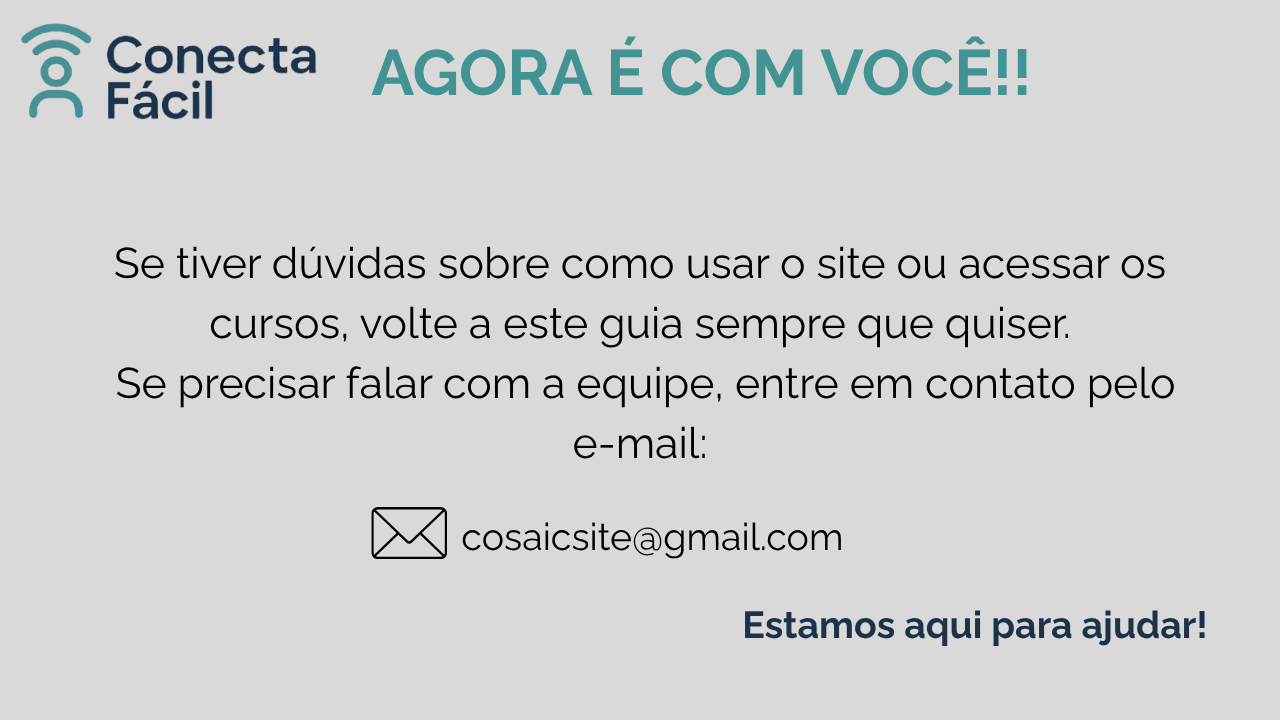 Conecta
Fácil
AGORA É COM VOCÊ!!
Se tiver dúvidas sobre como usar o site ou acessar os
cursos, volte a este guia sempre que quiser.
Se precisar falar com a equipe, entre em contato pelo
e-mail:
cosaicsite@gmail.com
Estamos aqui para ajudar!